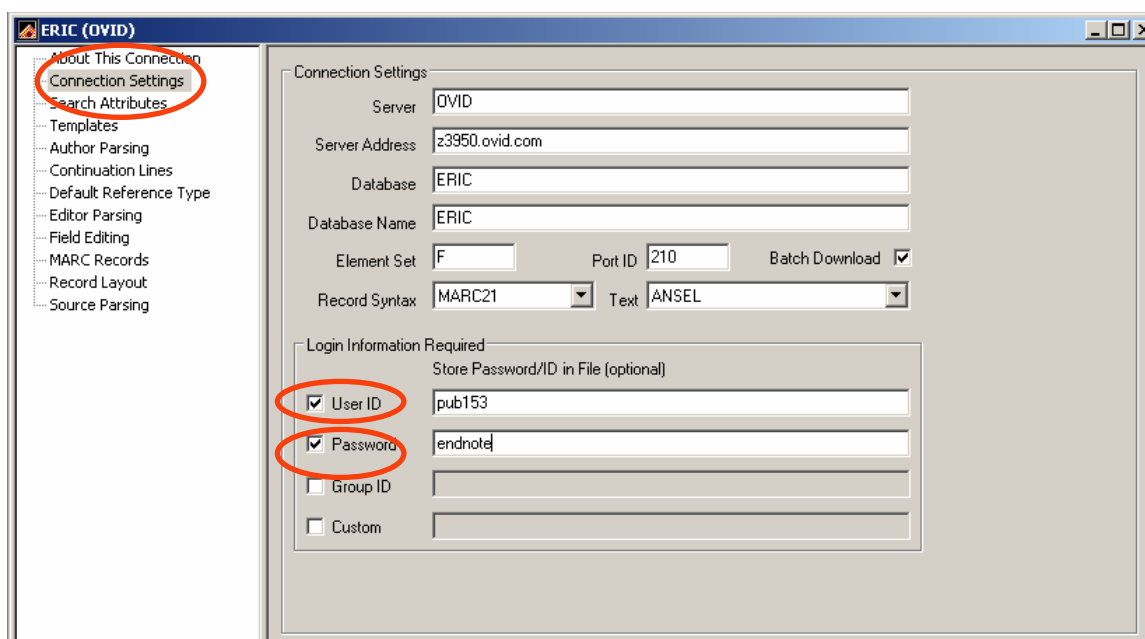 ERIC (OVID)
About This Connection
Connection Settings
Search Attributes
Templates
Author Parsing
Continuation Lines
Default Reference Type
Editor Parsing
Field Editing
MARC Records
Record Layout
Source Parsing
Connection Settings
Server OVID
Server Address z3950.ovid.com
Database ERIC
Database Name ERIC
Element Set F Port ID 210 Batch Download
Record Syntax MARC21 Text ANSEL
Login Information Required
Store Password/ID in File (optional)
User ID pub153
Password endnote
Group ID
Custom